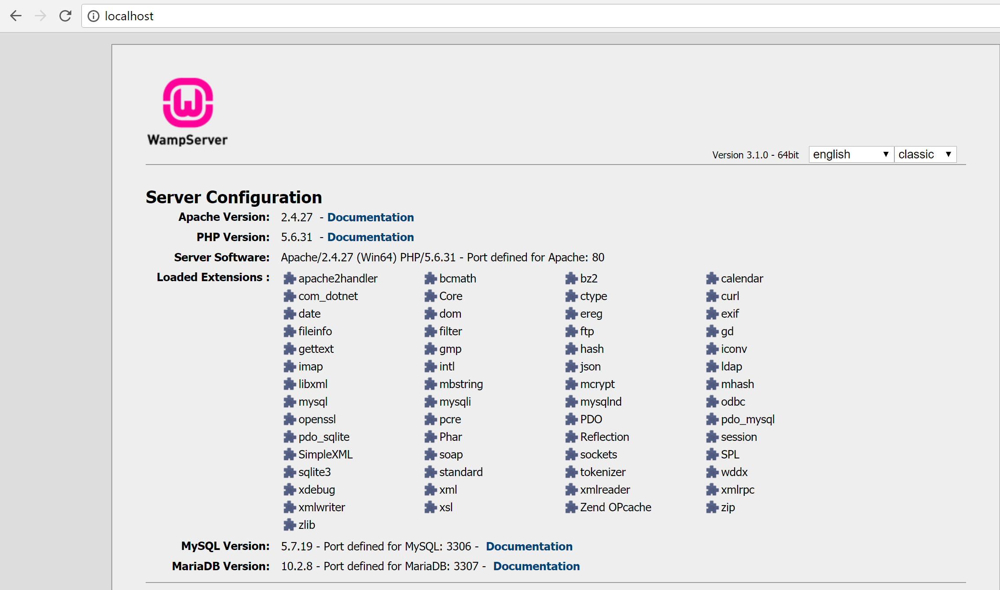 localhost
WampServer
Version 3.1.0 - 64bit english classic
Server Configuration
Apache Version: 2.4.27 - Documentation
PHP Version: 5.6.31 - Documentation
Server Software: Apache/2.4.27 (Win64) PHP/5.6.31 - Port defined for Apache: 80
Loaded Extensions : apache2handler bcmath bz2 calendar
com_dotnet Core ctype curl
date dom ereg exif
fileinfo filter ftp gd
gettext gmp hash iconv
imap intl json ldap
libxml mbstring mcrypt mhash
mysql mysqli mysqlnd odbc
openssl pcre PDO pdo_mysql
pdo_sqlite Phar Reflection session
SimpleXML soap sockets SPL
sqlite3 standard tokenizer wddx
xdebug xml xmlreader xmlrpc
xmlwriter xsl Zend OPcache zip
zlib
MySQL Version: 5.7.19 - Port defined for MySQL: 3306 - Documentation
MariaDB Version: 10.2.8 - Port defined for MariaDB: 3307 - Documentation